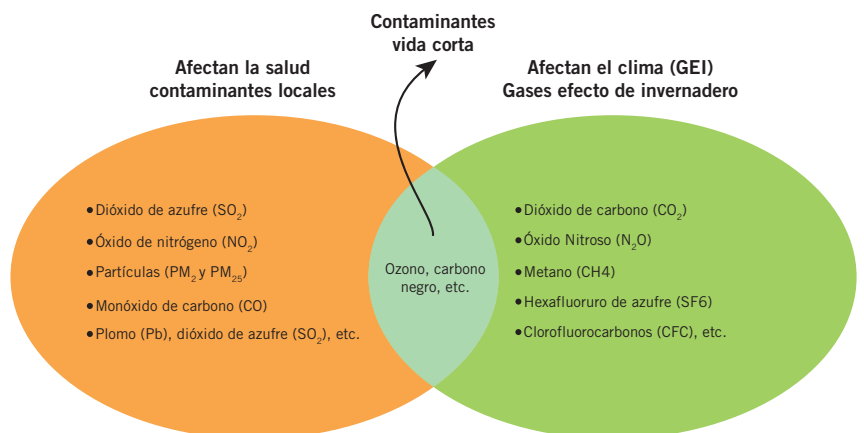 Contaminantes
vida corta
Afectan la salud
contaminantes locales
Afectan el clima (GEI)
Gases efecto de invernadero
•Dióxido de azufre (SO₂)
•Óxido de nitrógeno (NO₂)
•Partículas (PM₂ y PM₂₅)
•Monóxido de carbono (CO)
•Plomo (Pb), dióxido de azufre (SO₂), etc.
Ozono, carbono
negro, etc.
•Dióxido de carbono (CO₂)
•Óxido Nitroso (N₂O)
•Metano (CH4)
•Hexafluoruro de azufre (SF6)
•Clorofluorocarbonos (CFC), etc.